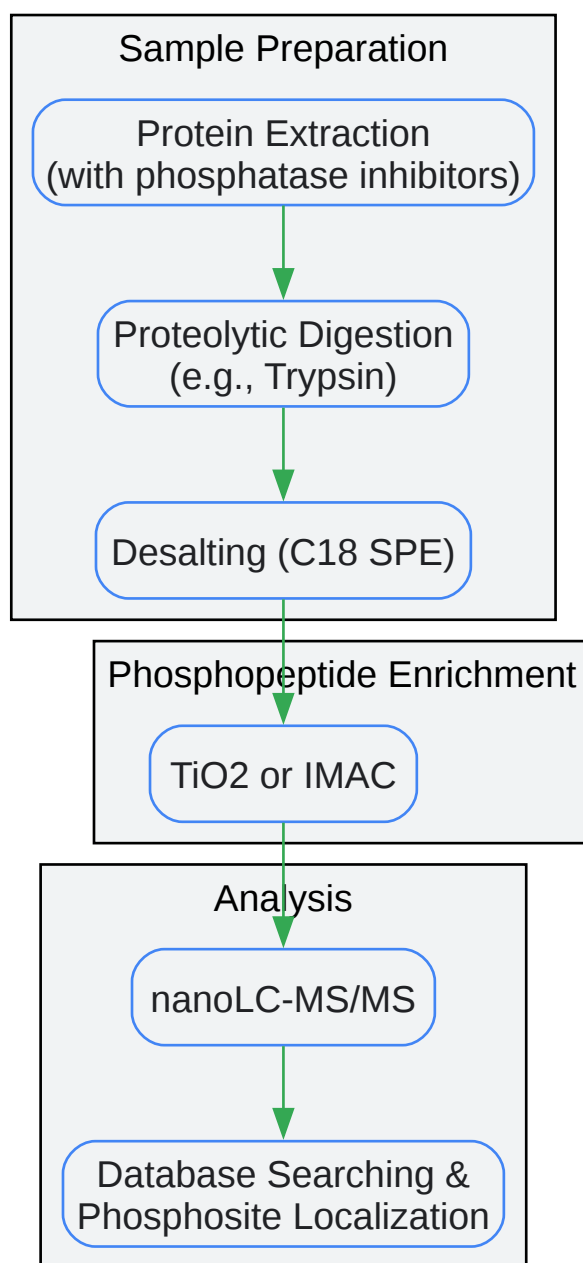 Sample Preparation
Protein Extraction
(with phosphatase inhibitors)
Proteolytic Digestion
(e.g., Trypsin)
Desalting (C18 SPE)
Phosphopeptide Enrichment
TiO2 or IMAC
Analysis
nanoLC-MS/MS
Database Searching &
Phosphosite Localization